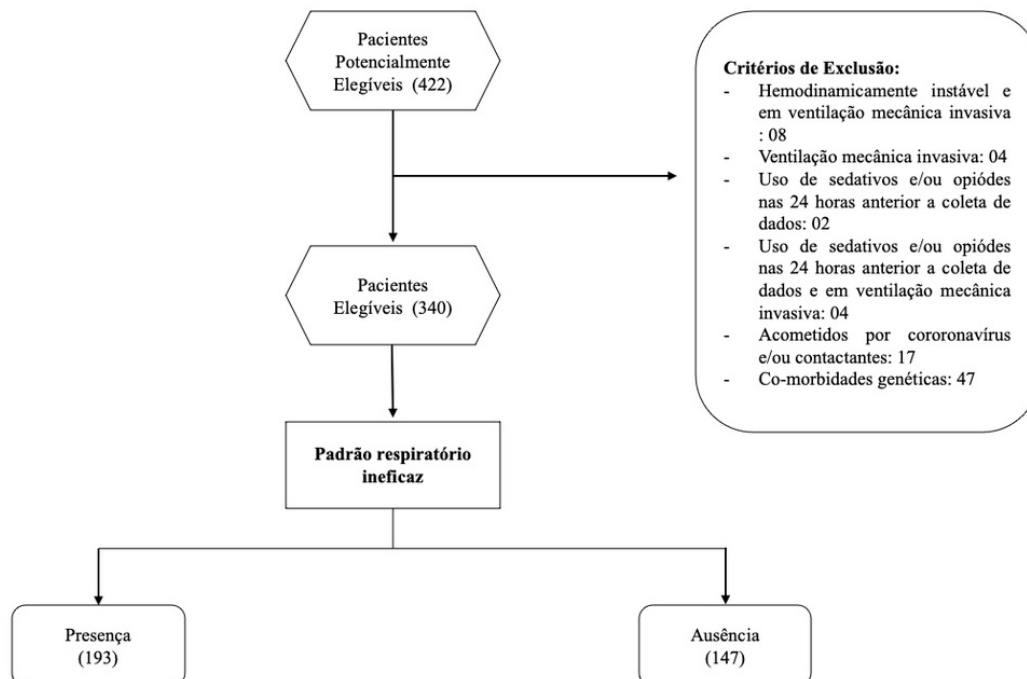 Pacientes
Potencialmente
Elegíveis (422)
Critérios de Exclusão:
- Hemodinamicamente instável e
em ventilação mecânica invasiva
: 08
- Ventilação mecânica invasiva: 04
- Uso de sedativos e/ou opiódes
nas 24 horas anterior a coleta de
dados: 02
- Uso de sedativos e/ou opiódes
nas 24 horas anterior a coleta de
dados e em ventilação mecânica
invasiva: 04
- Acometidos por cororonavírus
e/ou contactantes: 17
- Co-morbidades genéticas: 47
Pacientes
Elegíveis (340)
Padrão respiratório
ineficaz
Presença
(193)
Ausência
(147)